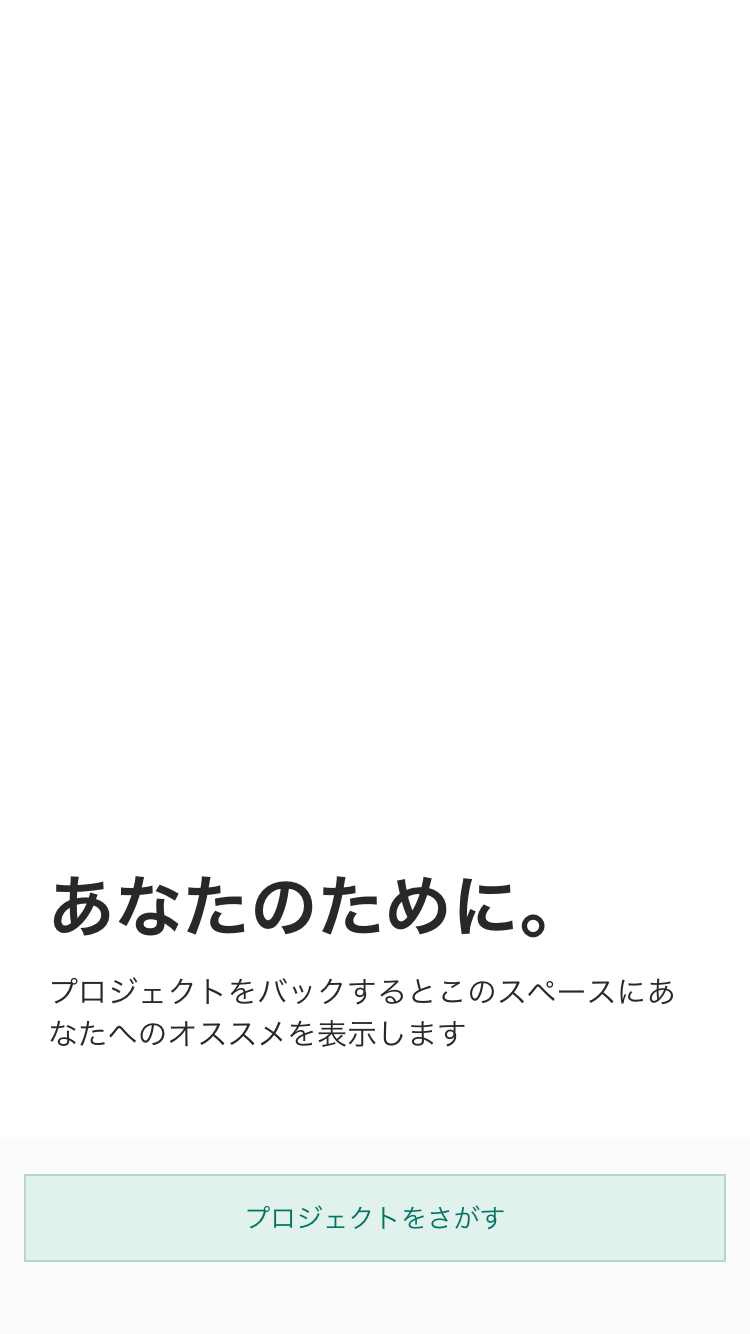 あなたのために。
プロジェクトをバックするとこのスペースにあ
なたへのオススメを表示します
プロジェクトをさがす